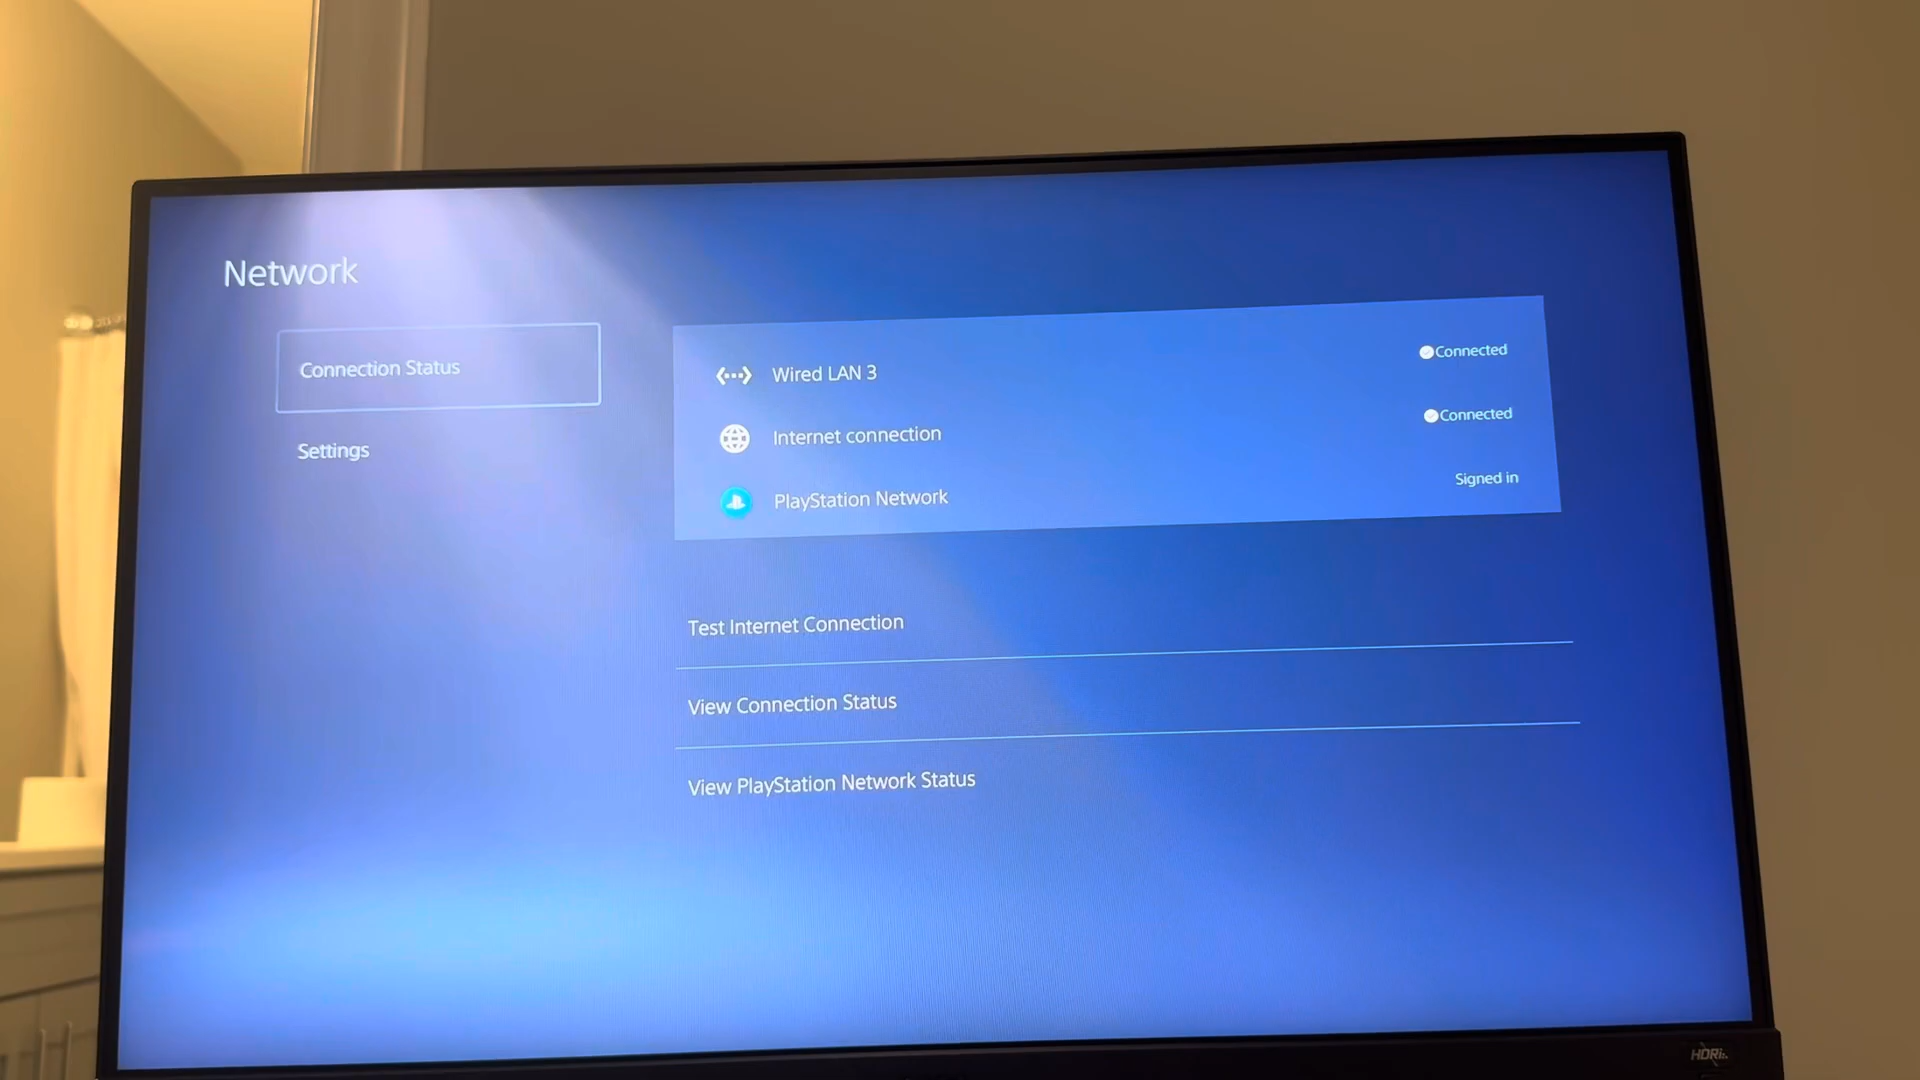 Network
Connection Status
Settings
Wired LAN 3
Connected
Internet connection
Connected
PlayStation Network
Signed in
Test Internet Connection
View Connection Status
View PlayStation Network Status
HDRi